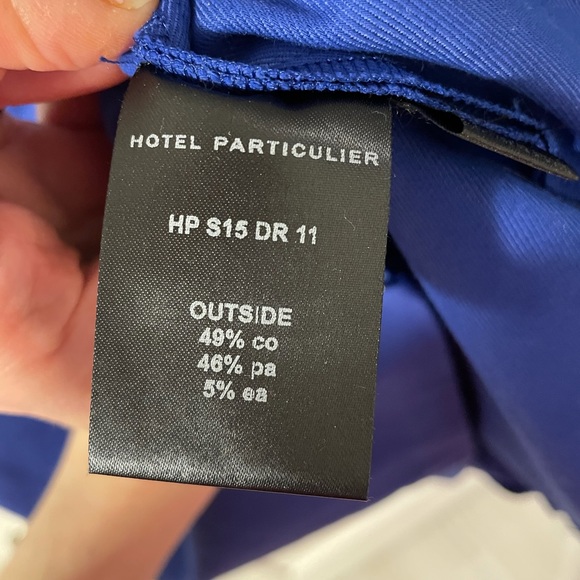 HOTEL PARTICULIER
HP S15 DR 11
OUTSIDE
49% co
46% pa
5% ea